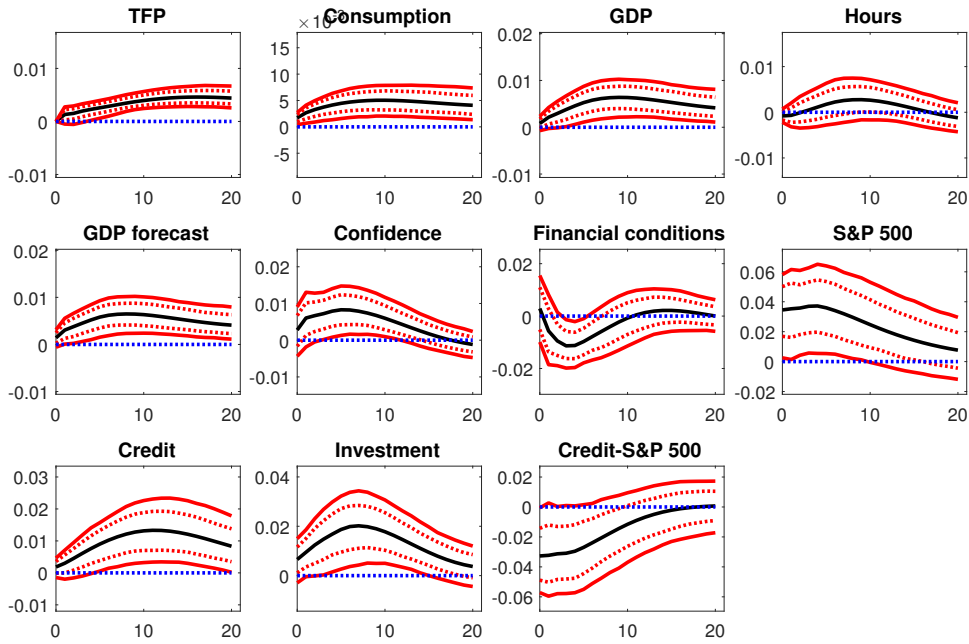 TFP
0.01
0
-0.01
0 10 20
Consumption
×10⁻³
15
10
5
0
-5
0 10 20
GDP
0.02
0.01
0
-0.01
0 10 20
Hours
0.01
0
-0.01
0 10 20
GDP forecast
0.02
0.01
0
-0.01
0 10 20
Confidence
0.02
0.01
0
-0.01
0 10 20
Financial conditions
0.02
0
-0.02
0 10 20
S&P 500
0.06
0.04
0.02
0
-0.02
0 10 20
Credit
0.03
0.02
0.01
0
-0.01
0 10 20
Investment
0.04
0.02
0
0 10 20
Credit-S&P 500
0.02
0
-0.02
-0.04
-0.06
0 10 20